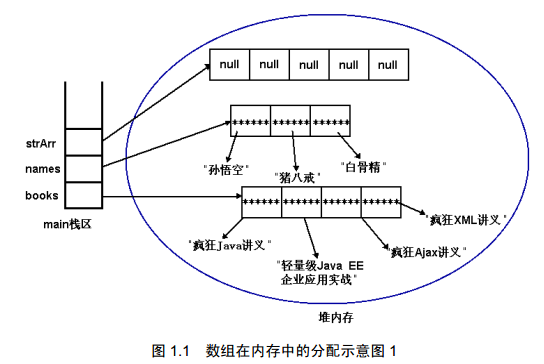 null null null null null
strArr
names
books
main栈区
****** ****** ******
"孙悟空"
"猪八戒"
"白骨精"
****** ****** ****** ******
"疯狂Java讲义"
"轻量级Java EE
企业应用实战"
"疯狂Ajax讲义"
"疯狂XML讲义"
堆内存
图 1.1 数组在内存中的分配示意图 1